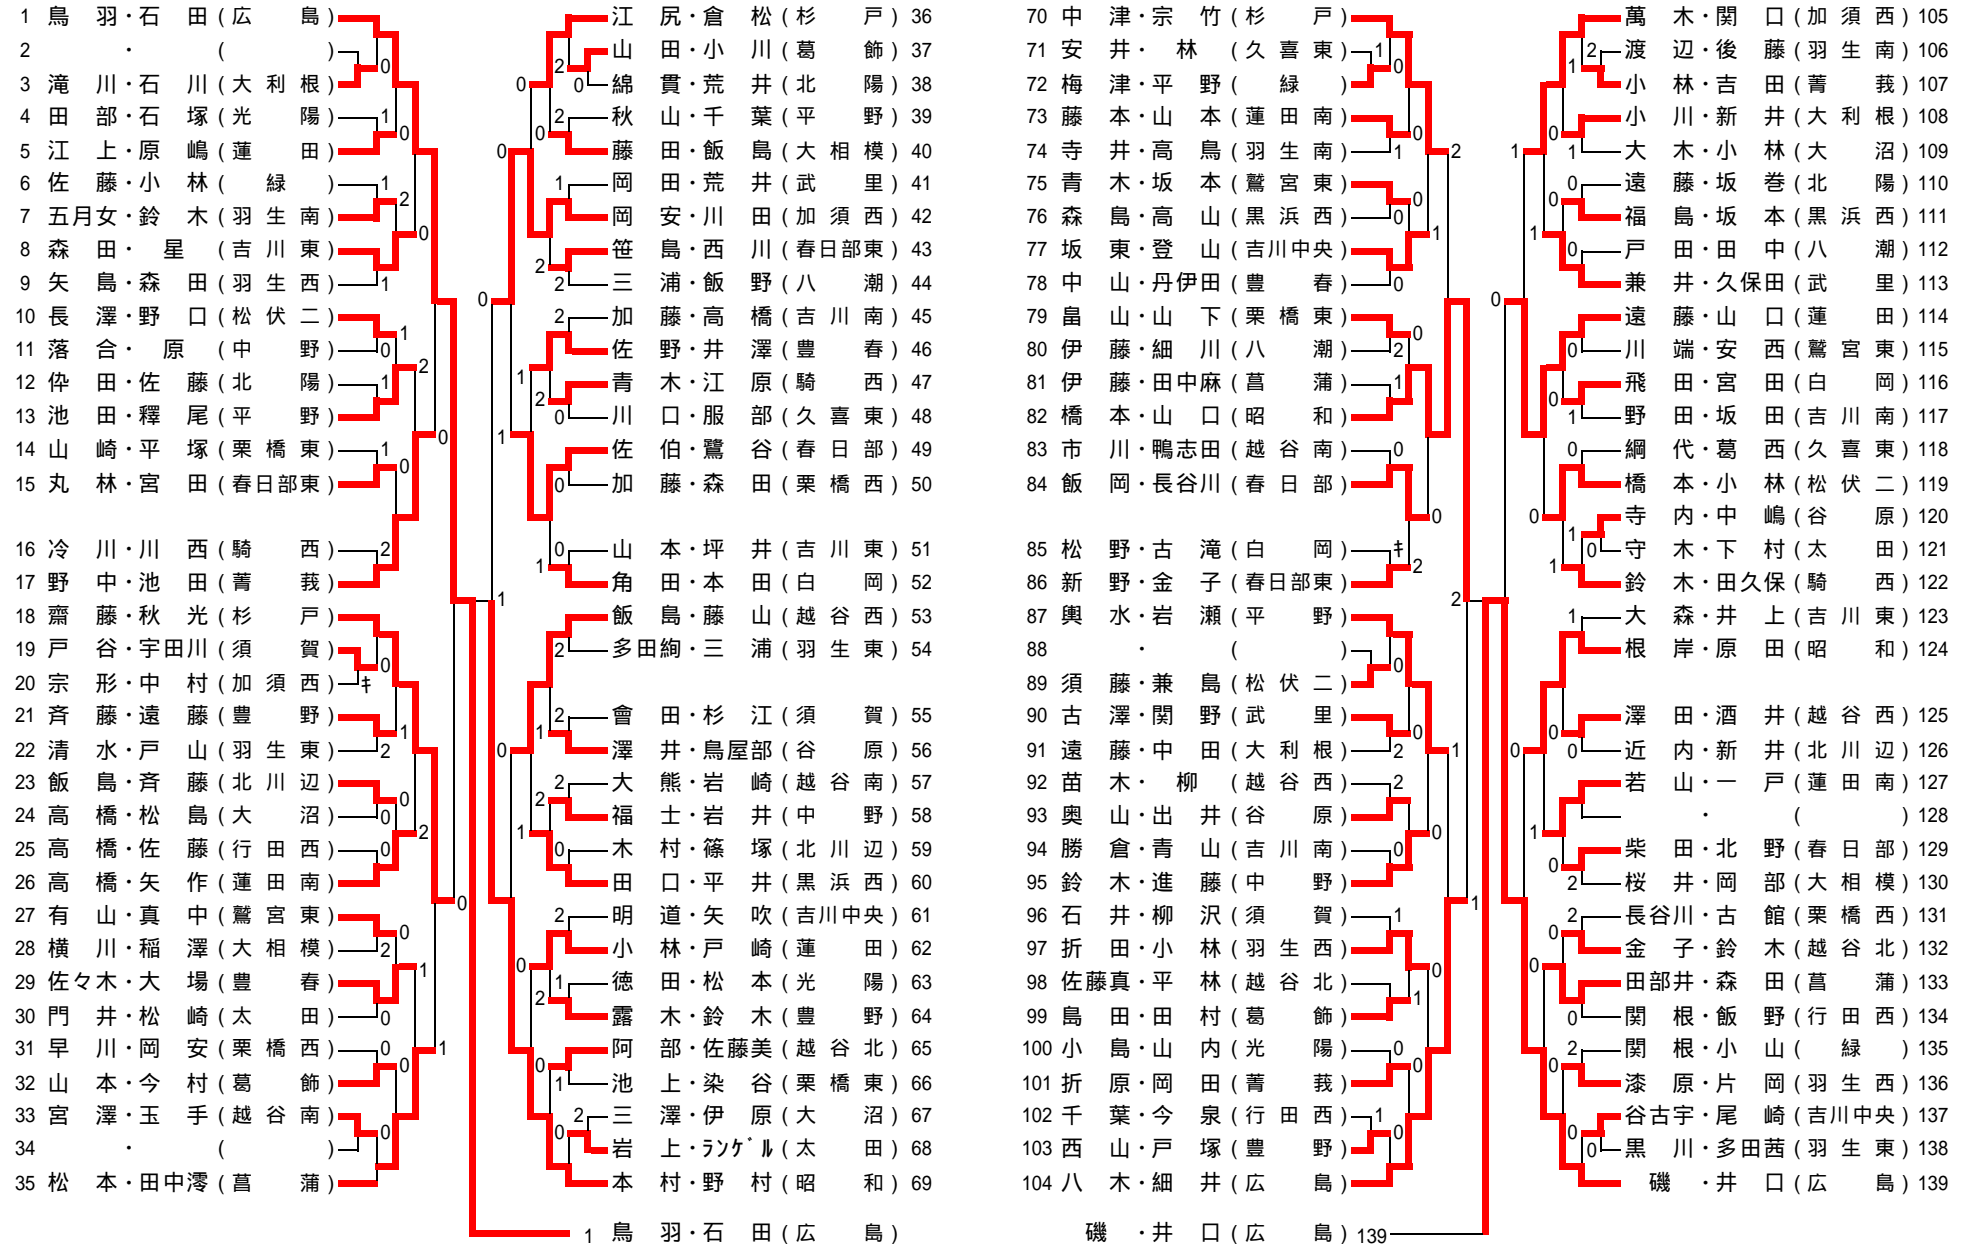 1 鳥 羽・石 田 (広 島)
2 ・ ( )
3 滝 川・石 川 (大 利 根)
4 田 部・石 塚 (光 陽)
5 江 上・原 嶋 (蓮 田)
6 佐 藤・小 林 (緑)
7 五月女・鈴 木 (羽 生 南)
8 森 田・星 (吉 川 東)
9 矢 島・森 田 (羽 生 西)
10 長 澤・野 口 (松 伏 二)
11 落 合・原 (中 野)
12 伜 田・佐 藤 (北 陽)
13 池 田・釋 尾 (平 野)
14 山 崎・平 塚 (栗 橋 東)
15 丸 林・宮 田 (春日部東)
16 冷 川・川 西 (騎 西)
17 野 中・池 田 (菁 莪)
18 齋 藤・秋 光 (杉 戸)
19 戸 谷・宇田川 (須 賀)
20 宗 形・中 村 (加 須 西)
21 斉 藤・遠 藤 (豊 野)
22 清 水・戸 山 (羽 生 東)
23 飯 島・斉 藤 (北 川 辺)
24 高 橋・松 島 (大 沼)
25 高 橋・佐 藤 (行 田 西)
26 高 橋・矢 作 (蓮 田 南)
27 有 山・真 中 (鷲 宮 東)
28 横 川・稲 澤 (大 相 模)
29 佐々木・大 場 (豊 春)
30 門 井・松 崎 (太 田)
31 早 川・岡 安 (栗 橋 西)
32 山 本・今 村 (葛 飾)
33 宮 澤・玉 手 (越 谷 南)
34 ・ ( )
35 松 本・田中澪 (菖 蒲)
江 尻・倉 松 (杉 戸) 36
山 田・小 川 (葛 飾) 37
綿 貫・荒 井 (北 陽) 38
秋 山・千 葉 (平 野) 39
藤 田・飯 島 (大 相 模) 40
岡 田・荒 井 (武 里) 41
岡 安・川 田 (加 須 西) 42
笹 島・西 川 (春日部東) 43
三 浦・飯 野 (八 潮) 44
加 藤・高 橋 (吉 川 南) 45
佐 野・井 澤 (豊 春) 46
青 木・江 原 (騎 西) 47
川 口・服 部 (久 喜 東) 48
佐 伯・鷺 谷 (春 日 部) 49
加 藤・森 田 (栗 橋 西) 50
山 本・坪 井 (吉 川 東) 51
角 田・本 田 (白 岡) 52
飯 島・藤 山 (越 谷 西) 53
多田絢・三 浦 (羽 生 東) 54
會 田・杉 江 (須 賀) 55
澤 井・鳥屋部 (谷 原) 56
大 熊・岩 崎 (越 谷 南) 57
福 士・岩 井 (中 野) 58
木 村・篠 塚 (北 川 辺) 59
田 口・平 井 (黒 浜 西) 60
明 道・矢 吹 (吉川中央) 61
小 林・戸 崎 (蓮 田) 62
徳 田・松 本 (光 陽) 63
露 木・鈴 木 (豊 野) 64
阿 部・佐藤美 (越 谷 北) 65
池 上・染 谷 (栗 橋 東) 66
三 澤・伊 原 (大 沼) 67
岩 上・ランゲル (太 田) 68
本 村・野 村 (昭 和) 69
1 鳥 羽・石 田 (広 島)
70 中 津・宗 竹 (杉 戸)
71 安 井・林 (久 喜 東)
72 梅 津・平 野 (緑)
73 藤 本・山 本 (蓮 田 南)
74 寺 井・高 鳥 (羽 生 南)
75 青 木・坂 本 (鷲 宮 東)
76 森 島・高 山 (黒 浜 西)
77 坂 東・登 山 (吉川中央)
78 中 山・丹伊田 (豊 春)
79 畠 山・山 下 (栗 橋 東)
80 伊 藤・細 川 (八 潮)
81 伊 藤・田中麻 (菖 蒲)
82 橋 本・山 口 (昭 和)
83 市 川・鴨志田 (越 谷 南)
84 飯 岡・長谷川 (春 日 部)
85 松 野・古 滝 (白 岡)
86 新 野・金 子 (春日部東)
87 輿 水・岩 瀬 (平 野)
88 ・ ( )
89 須 藤・兼 島 (松 伏 二)
90 古 澤・関 野 (武 里)
91 遠 藤・中 田 (大 利 根)
92 苗 木・柳 (越 谷 西)
93 奥 山・出 井 (谷 原)
94 勝 倉・青 山 (吉 川 南)
95 鈴 木・進 藤 (中 野)
96 石 井・柳 沢 (須 賀)
97 折 田・小 林 (羽 生 西)
98 佐藤真・平 林 (越 谷 北)
99 島 田・田 村 (葛 飾)
100 小 島・山 内 (光 陽)
101 折 原・岡 田 (菁 莪)
102 千 葉・今 泉 (行 田 西)
103 西 山・戸 塚 (豊 野)
104 八 木・細 井 (広 島)
萬 木・関 口 (加 須 西) 105
渡 辺・後 藤 (羽 生 南) 106
小 林・吉 田 (菁 莪) 107
小 川・新 井 (大 利 根) 108
大 木・小 林 (大 沼) 109
遠 藤・坂 巻 (北 陽) 110
福 島・坂 本 (黒 浜 西) 111
戸 田・田 中 (八 潮) 112
兼 井・久保田 (武 里) 113
遠 藤・山 口 (蓮 田) 114
川 端・安 西 (鷲 宮 東) 115
飛 田・宮 田 (白 岡) 116
野 田・坂 田 (吉 川 南) 117
綱 代・葛 西 (久 喜 東) 118
橋 本・小 林 (松 伏 二) 119
寺 内・中 嶋 (谷 原) 120
守 木・下 村 (太 田) 121
鈴 木・田久保 (騎 西) 122
大 森・井 上 (吉 川 東) 123
根 岸・原 田 (昭 和) 124
澤 田・酒 井 (越 谷 西) 125
近 内・新 井 (北 川 辺) 126
若 山・一 戸 (蓮 田 南) 127
・ ( ) 128
柴 田・北 野 (春 日 部) 129
桜 井・岡 部 (大 相 模) 130
長谷川・古 館 (栗 橋 西) 131
金 子・鈴 木 (越 谷 北) 132
田部井・森 田 (菖 蒲) 133
関 根・飯 野 (行 田 西) 134
関 根・小 山 (緑) 135
漆 原・片 岡 (羽 生 西) 136
谷古宇・尾 崎 (吉川中央) 137
黒 川・多田茜 (羽 生 東) 138
磯 ・井 口 (広 島) 139
磯 ・井 口 (広 島) 139